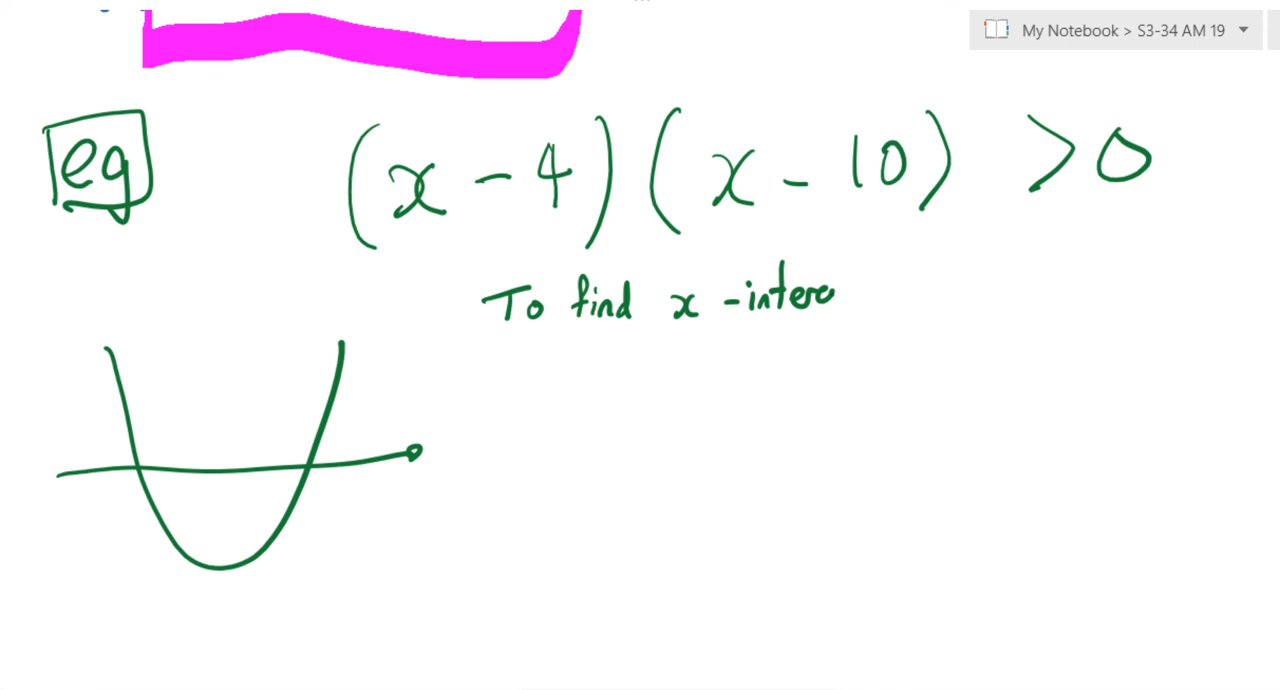 My Notebook > S3-34 AM 19
eg (x - 4)(x - 10) > 0
To find x - interc